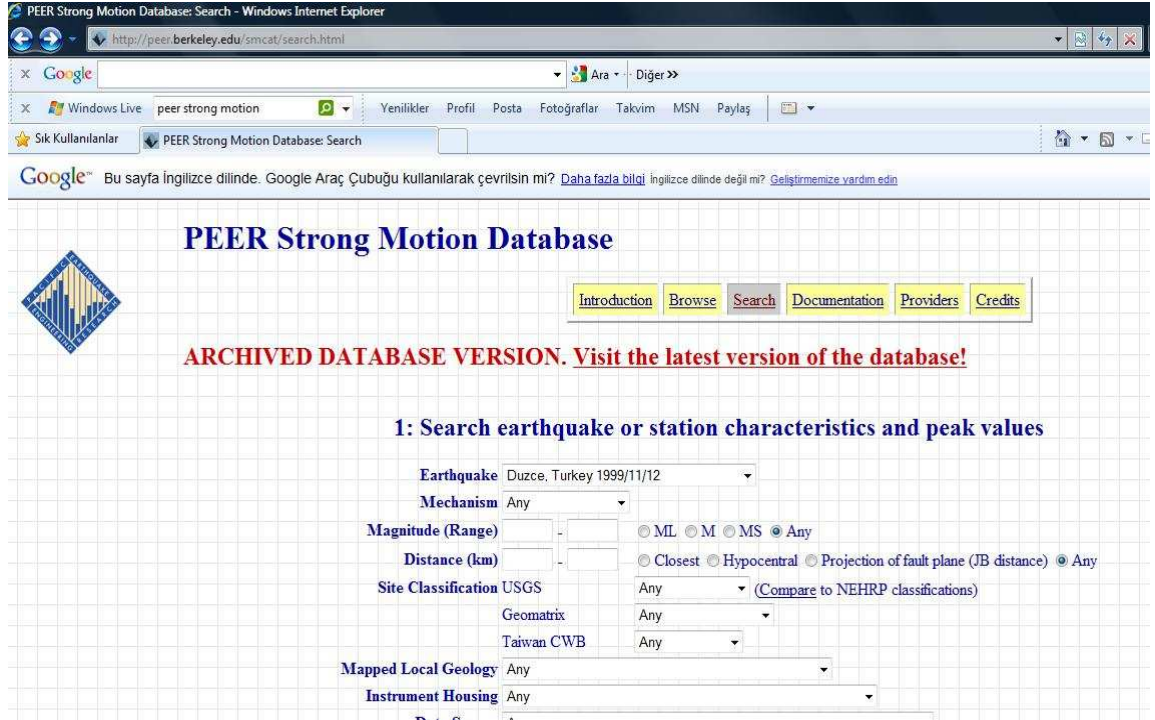 PEER Strong Motion Database: Search - Windows Internet Explorer
http://peer.berkeley.edu/smcat/search.html
x Google Ara Diğer >>
x Windows Live peer strong motion Yenilikler Profil Posta Fotoğraflar Takvim MSN Paylaş
Sık Kullanılanlar PEER Strong Motion Database: Search
Google™ Bu sayfa İngilizce dilinde. Google Araç Çubuğu kullanılarak çevrilsin mi? Daha fazla bilgi İngilizce dilinde değil mi? Geliştirmemize yardım edin
PEER Strong Motion Database
PACIFIC EARTHQUAKE ENGINEERING RESEARCH
Introduction Browse Search Documentation Providers Credits
ARCHIVED DATABASE VERSION. Visit the latest version of the database!
1: Search earthquake or station characteristics and peak values
Earthquake Duzce, Turkey 1999/11/12
Mechanism Any
Magnitude (Range) - ML M MS Any
Distance (km) - Closest Hypocentral Projection of fault plane (JB distance) Any
Site Classification USGS Any (Compare to NEHRP classifications)
Geomatrix Any
Taiwan CWB Any
Mapped Local Geology Any
Instrument Housing Any